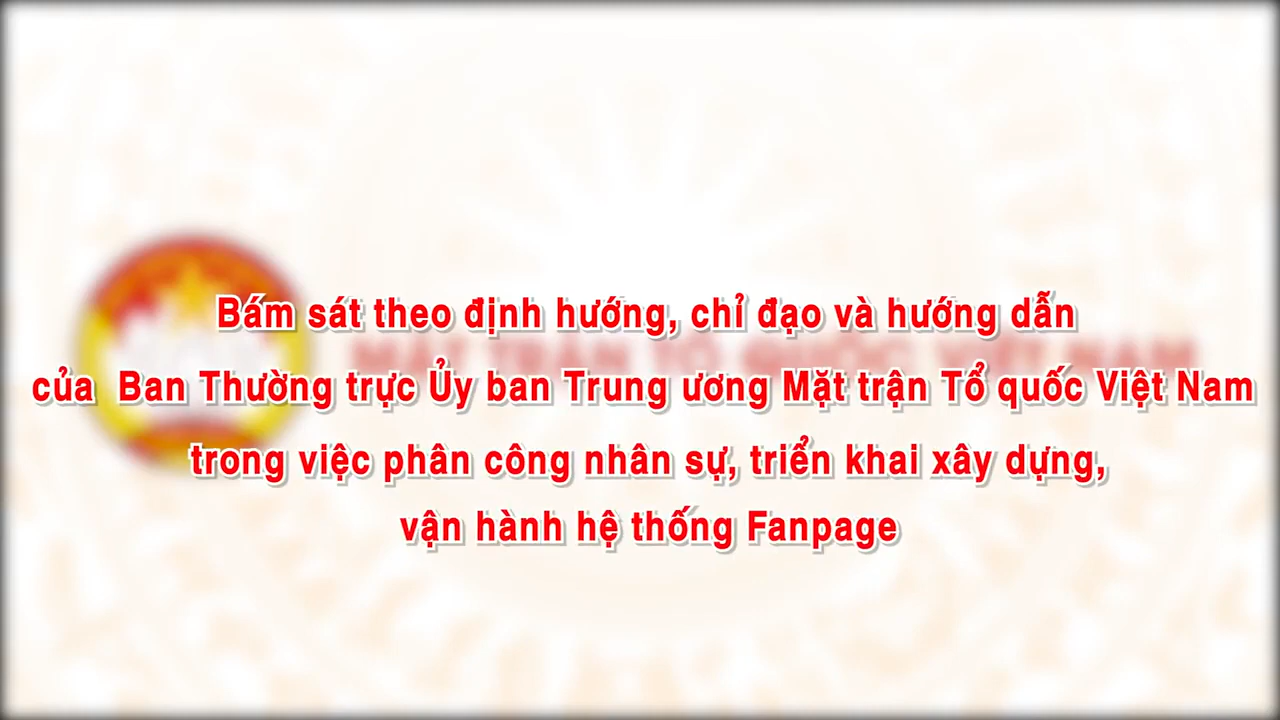 Bám sát theo định hướng, chỉ đạo và hướng dẫn
của Ban Thường trực Ủy ban Trung ương Mặt trận Tổ quốc Việt Nam
trong việc phân công nhân sự, triển khai xây dựng,
vận hành hệ thống Fanpage